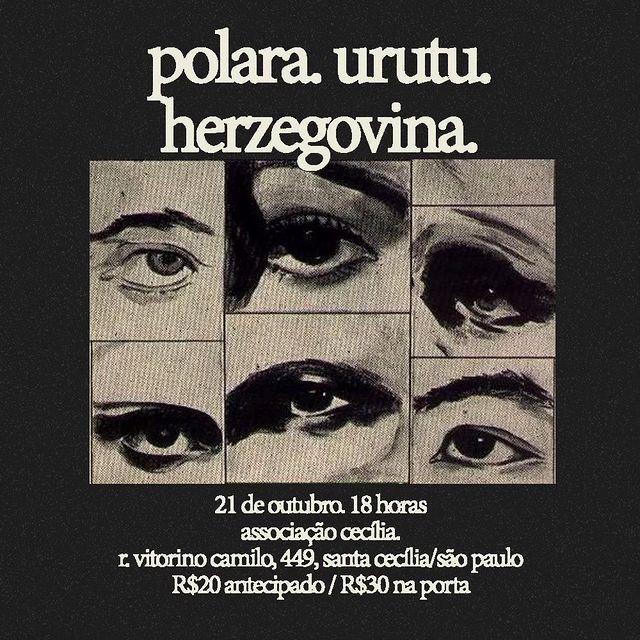 polara. urutu.
herzegovina.
21 de outubro. 18 horas
associação cecília.
r. vitorino camilo, 449, santa cecília/são paulo
R$20 antecipado / R$30 na porta